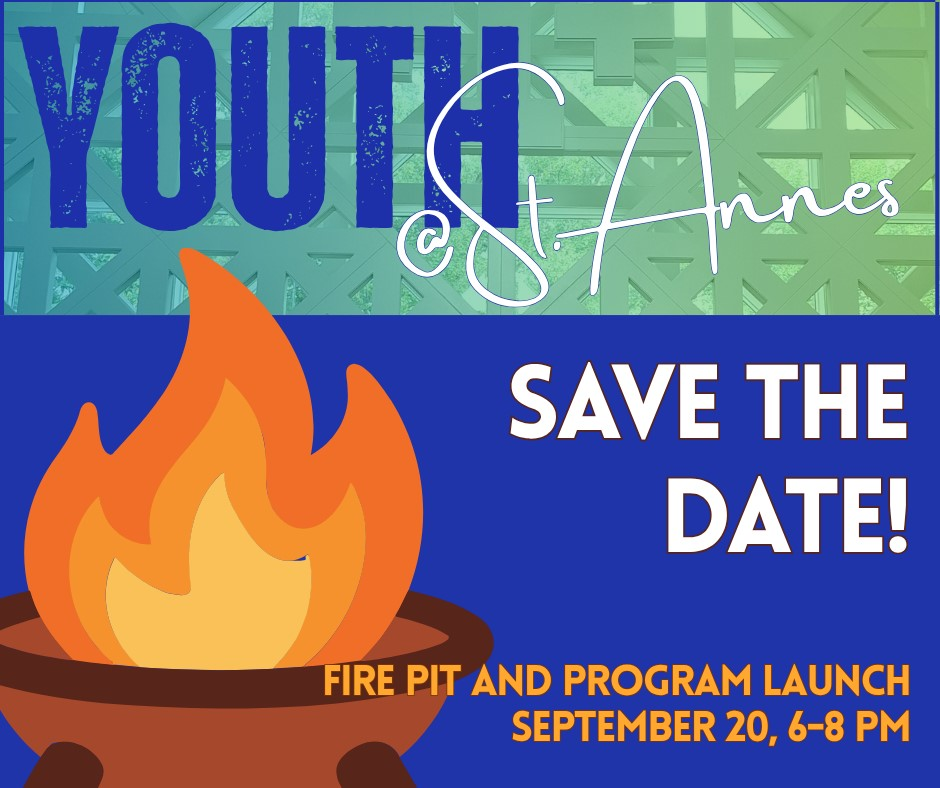 YOUTH
@St. Annes
SAVE THE
DATE!
FIRE PIT AND PROGRAM LAUNCH
SEPTEMBER 20, 6-8 PM